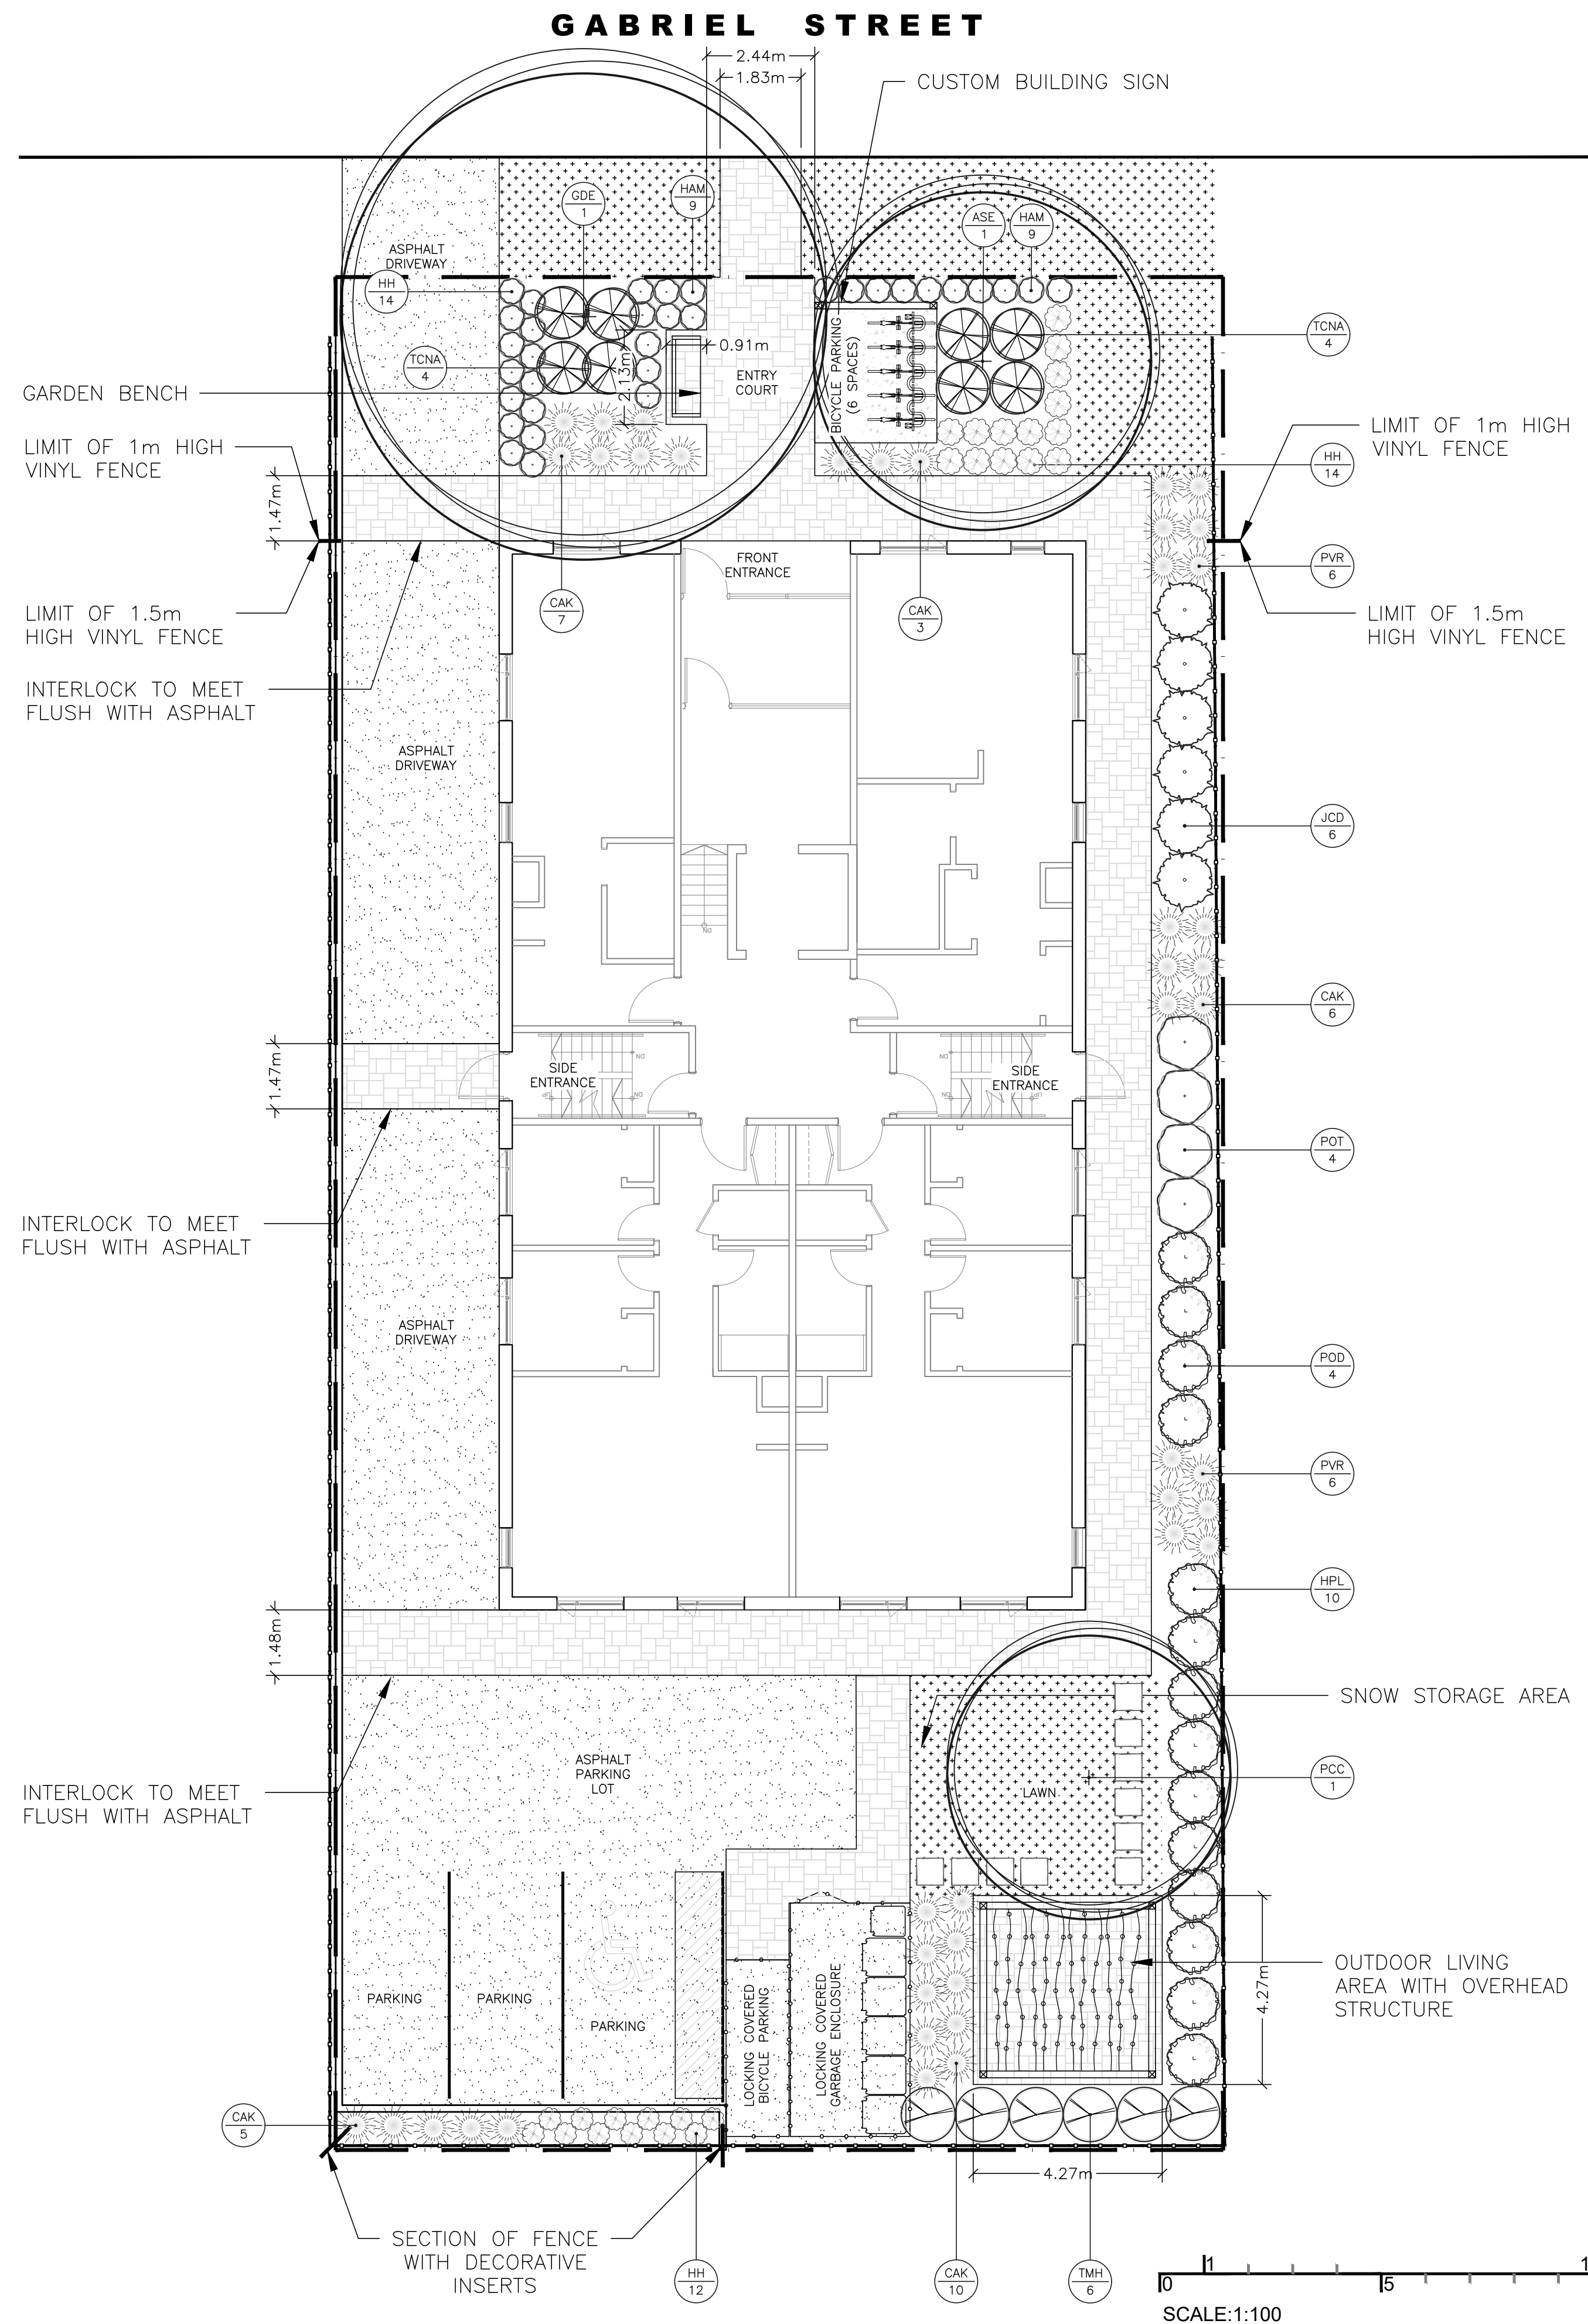 GABRIEL STREET
2.44m
1.83m
CUSTOM BUILDING SIGN
GDE
1
HAM
9
ASE
1
HAM
9
ASPHALT
DRIVEWAY
HH
14
TCNA
4
TCNA
4
2.13m
0.91m
ENTRY
COURT
BICYCLE PARKING
(6 SPACES)
GARDEN BENCH
LIMIT OF 1m HIGH
VINYL FENCE
LIMIT OF 1m HIGH
VINYL FENCE
HH
14
1.47m
FRONT
ENTRANCE
PVR
6
CAK
7
CAK
3
LIMIT OF 1.5m
HIGH VINYL FENCE
LIMIT OF 1.5m
HIGH VINYL FENCE
INTERLOCK TO MEET
FLUSH WITH ASPHALT
ASPHALT
DRIVEWAY
JCD
6
DN
CAK
6
1.47m
SIDE
ENTRANCE
DN
UP
DN
SIDE
ENTRANCE
DN
DN
UP
POT
4
INTERLOCK TO MEET
FLUSH WITH ASPHALT
ASPHALT
DRIVEWAY
POD
4
PVR
6
HPL
10
1.48m
SNOW STORAGE AREA
ASPHALT
PARKING
LOT
LAWN
PCC
1
INTERLOCK TO MEET
FLUSH WITH ASPHALT
PARKING
PARKING
PARKING
LOCKING COVERED
BICYCLE PARKING
LOCKING COVERED
GARBAGE ENCLOSURE
4.27m
OUTDOOR LIVING
AREA WITH OVERHEAD
STRUCTURE
CAK
5
4.27m
SECTION OF FENCE
WITH DECORATIVE
INSERTS
HH
12
CAK
10
TMH
6
1
1
0
5
SCALE:1:100